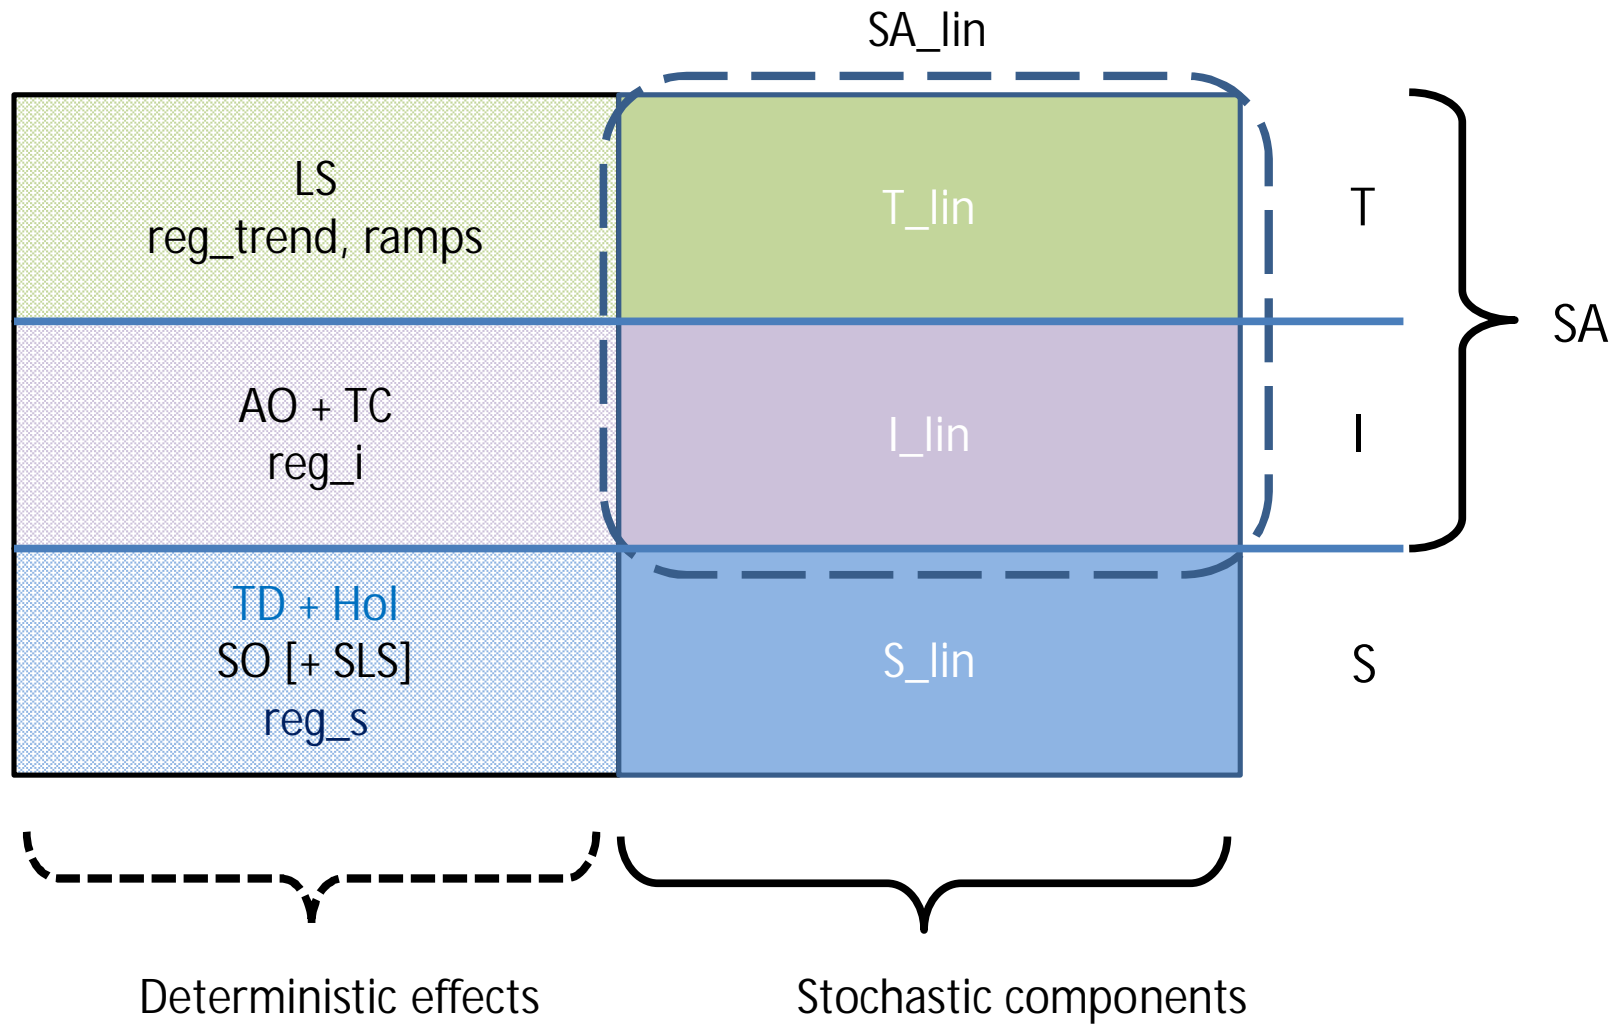 SA_lin
LS
reg_trend, ramps
T_lin
T
AO + TC
reg_i
I_lin
I
SA
TD + Hol
SO [+ SLS]
reg_s
S_lin
S
Deterministic effects
Stochastic components